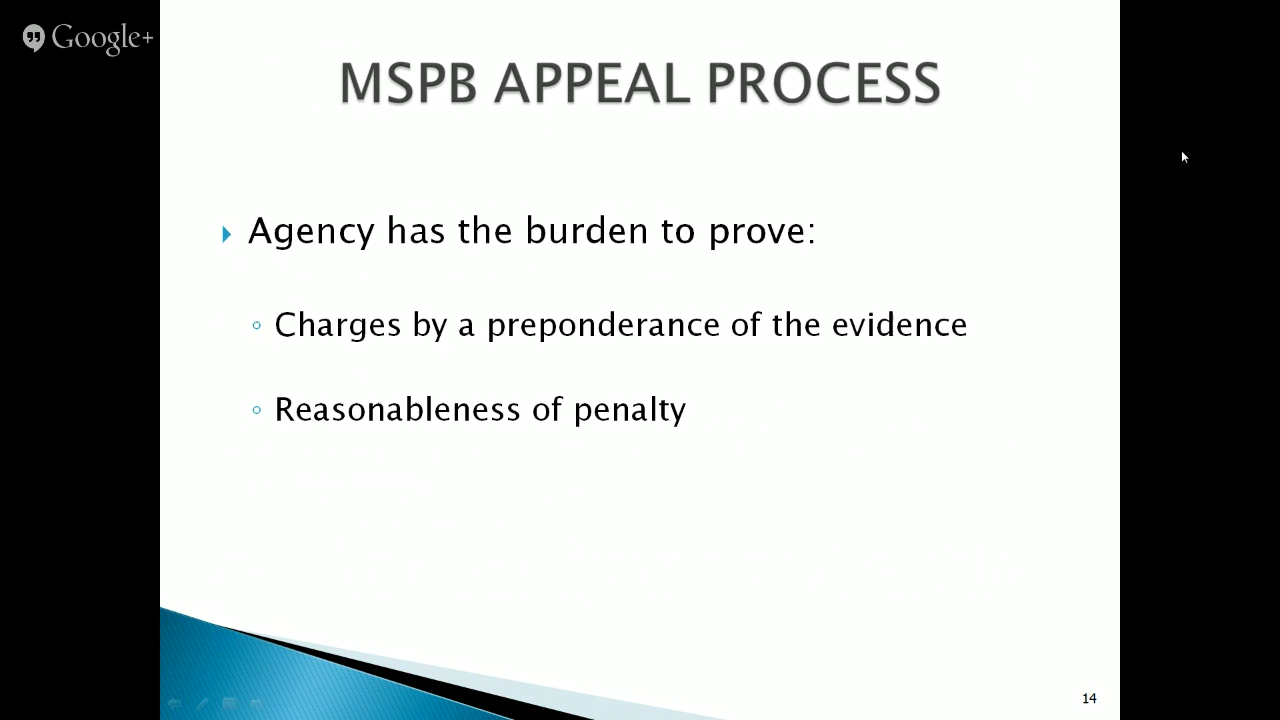 Google+
MSPB APPEAL PROCESS
Agency has the burden to prove:
Charges by a preponderance of the evidence
Reasonableness of penalty
14